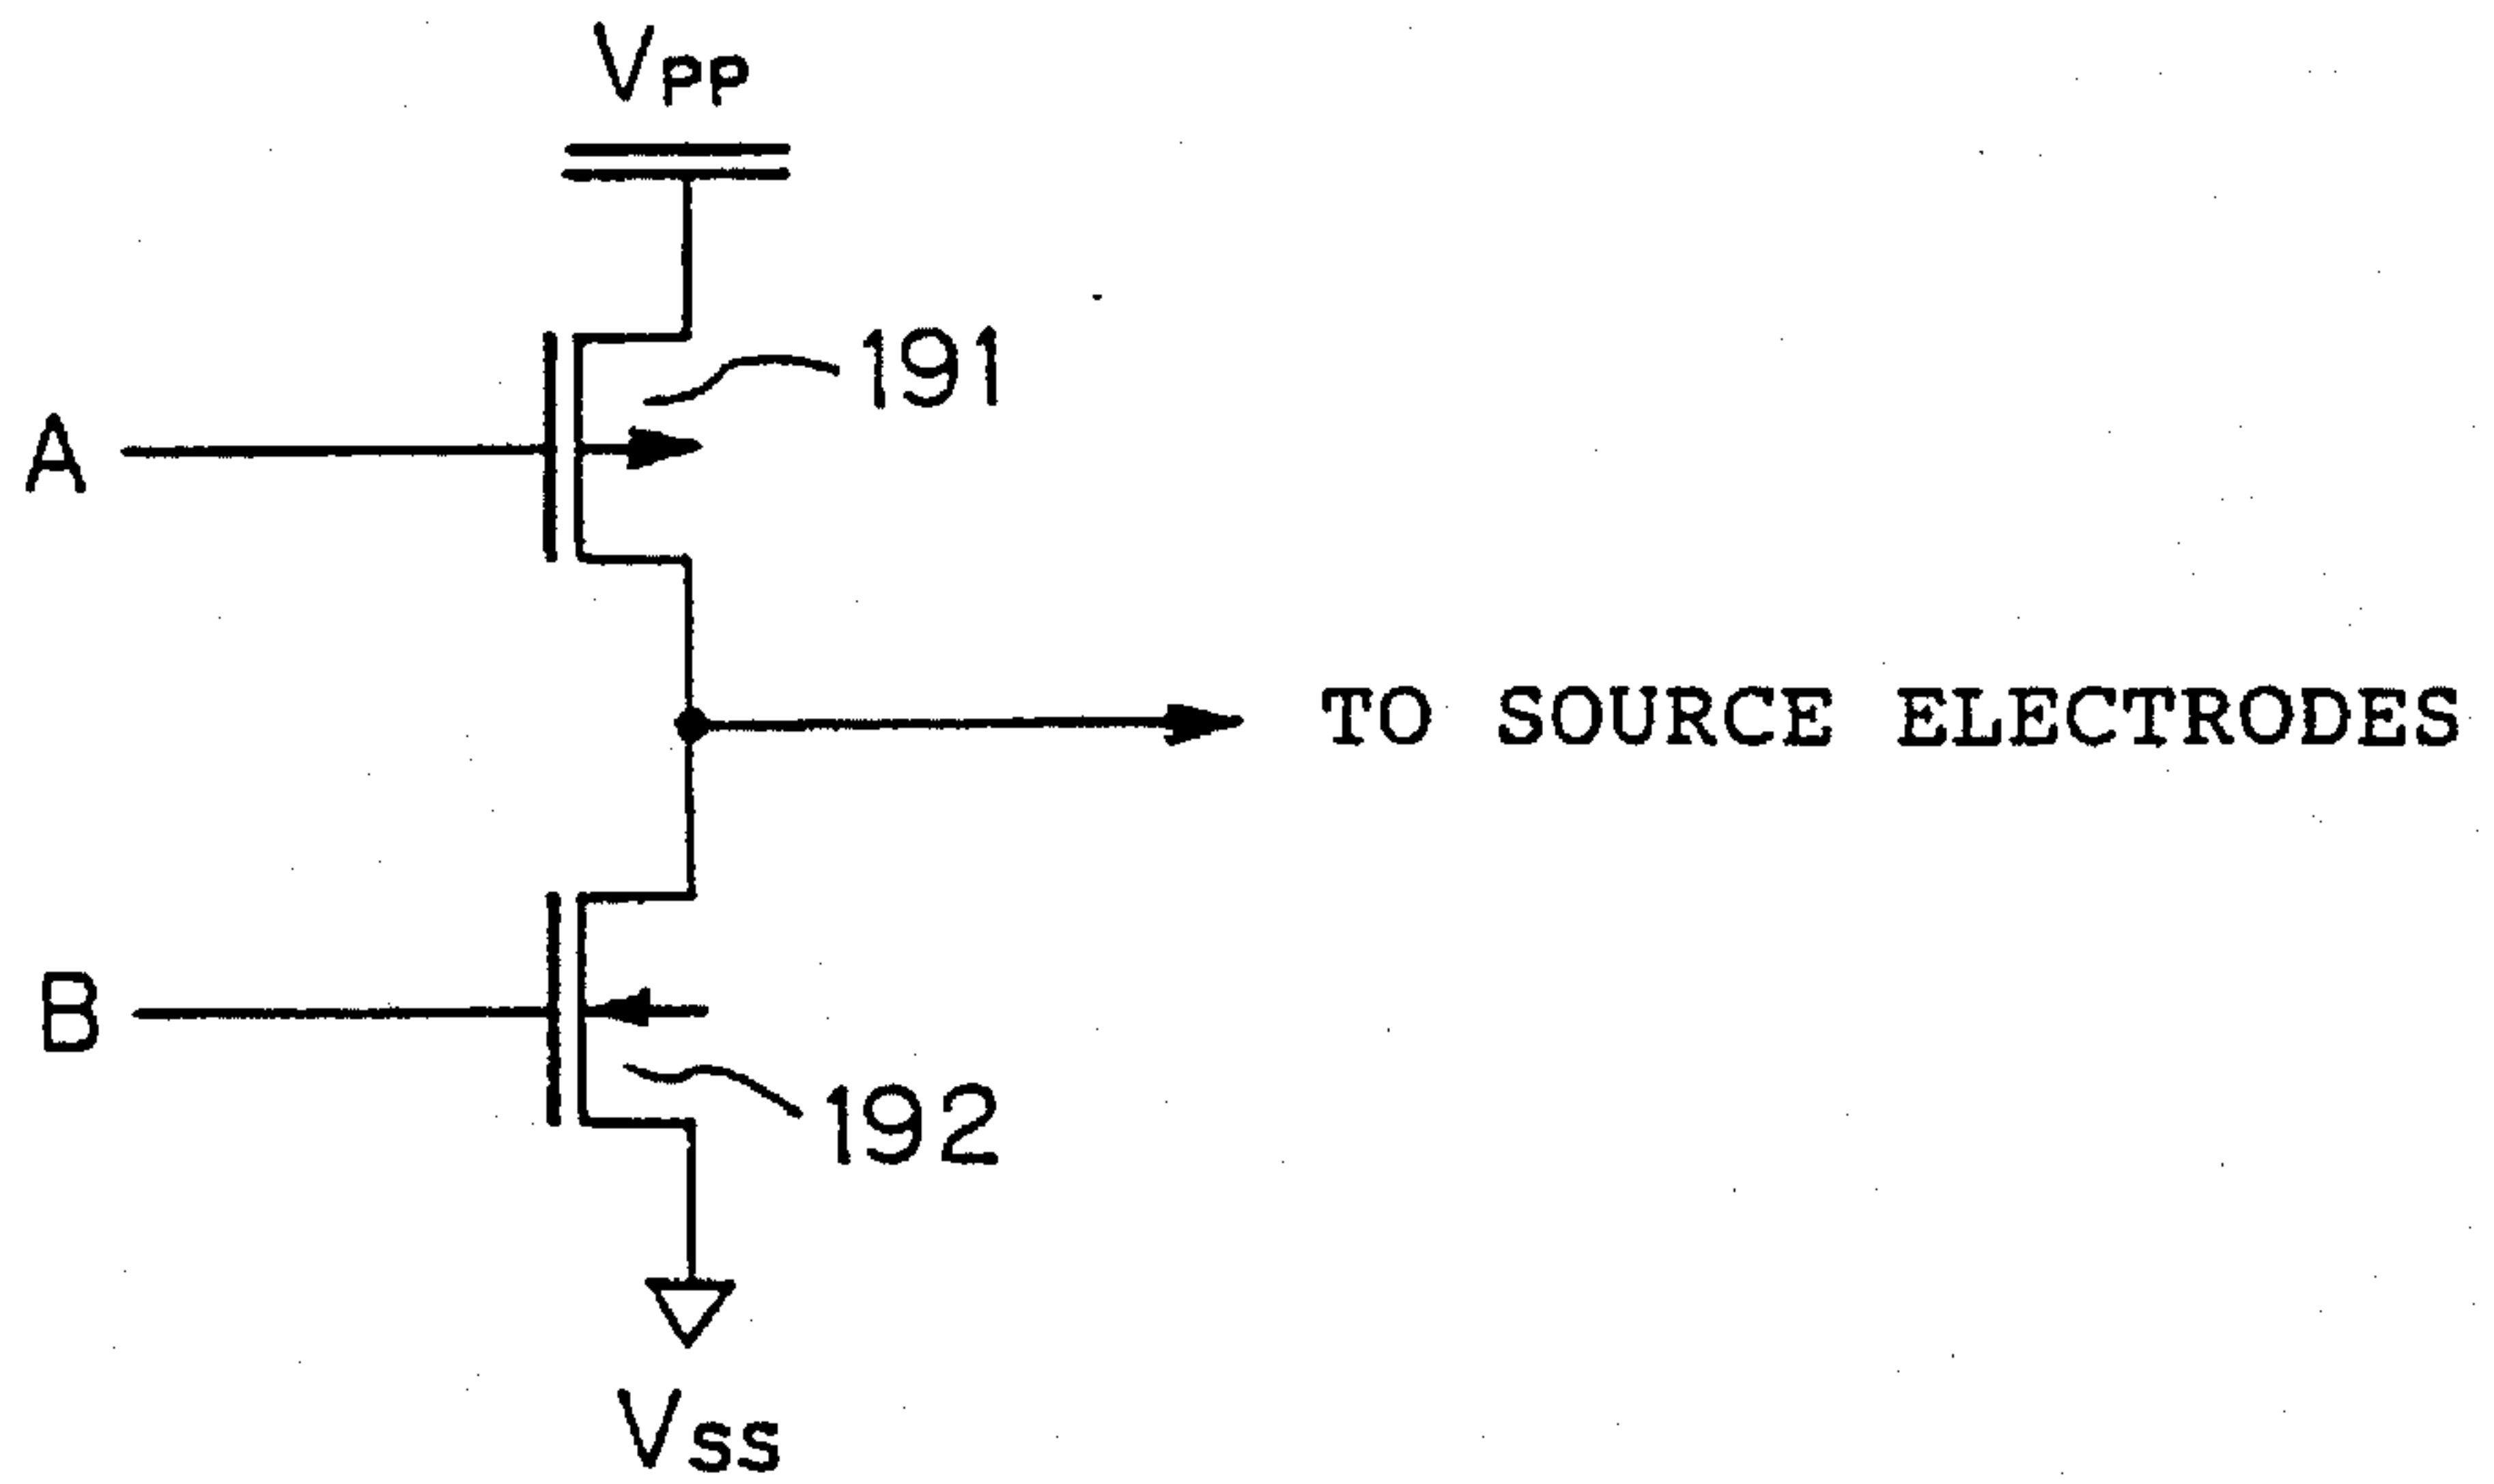 VPP
191
A
TO SOURCE ELECTRODES
B
192
VSS